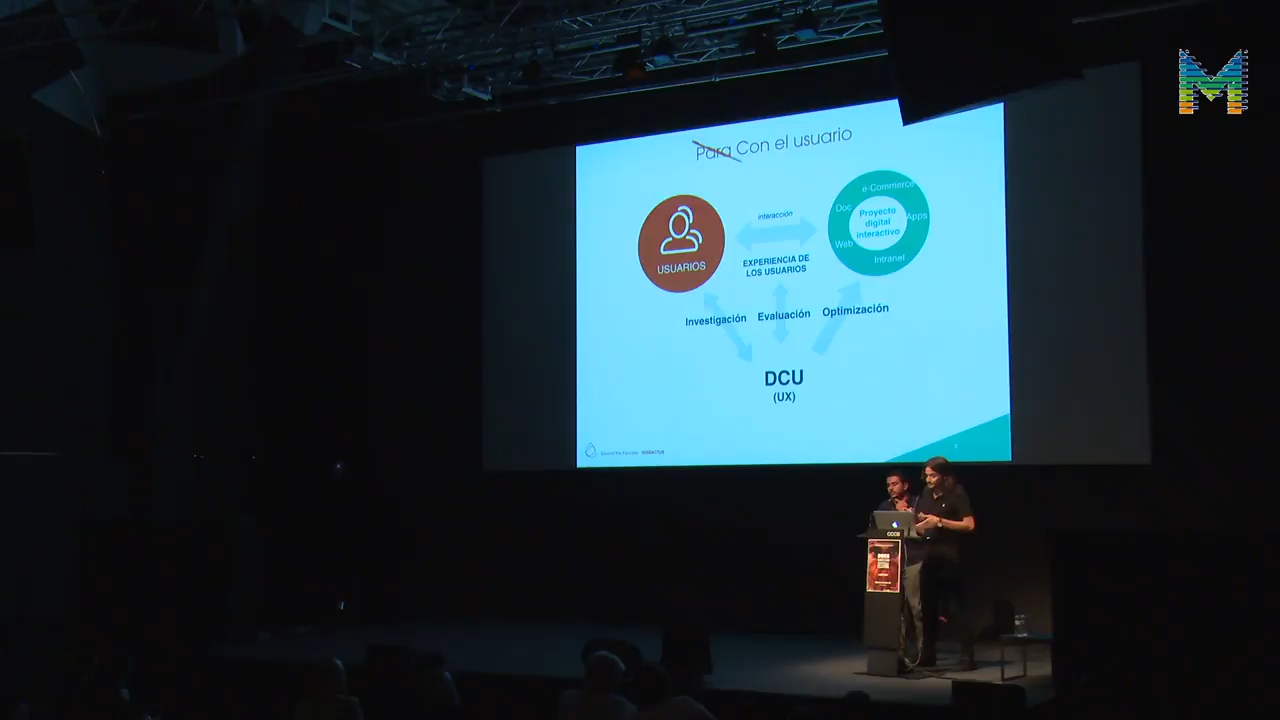 Para Con el usuario
USUARIOS
interacción
EXPERIENCIA DE
LOS USUARIOS
e-Commerce
Doc
Apps
Proyecto
digital
interactivo
Web
Intranet
Investigación
Evaluación
Optimización
DCU
(UX)
M